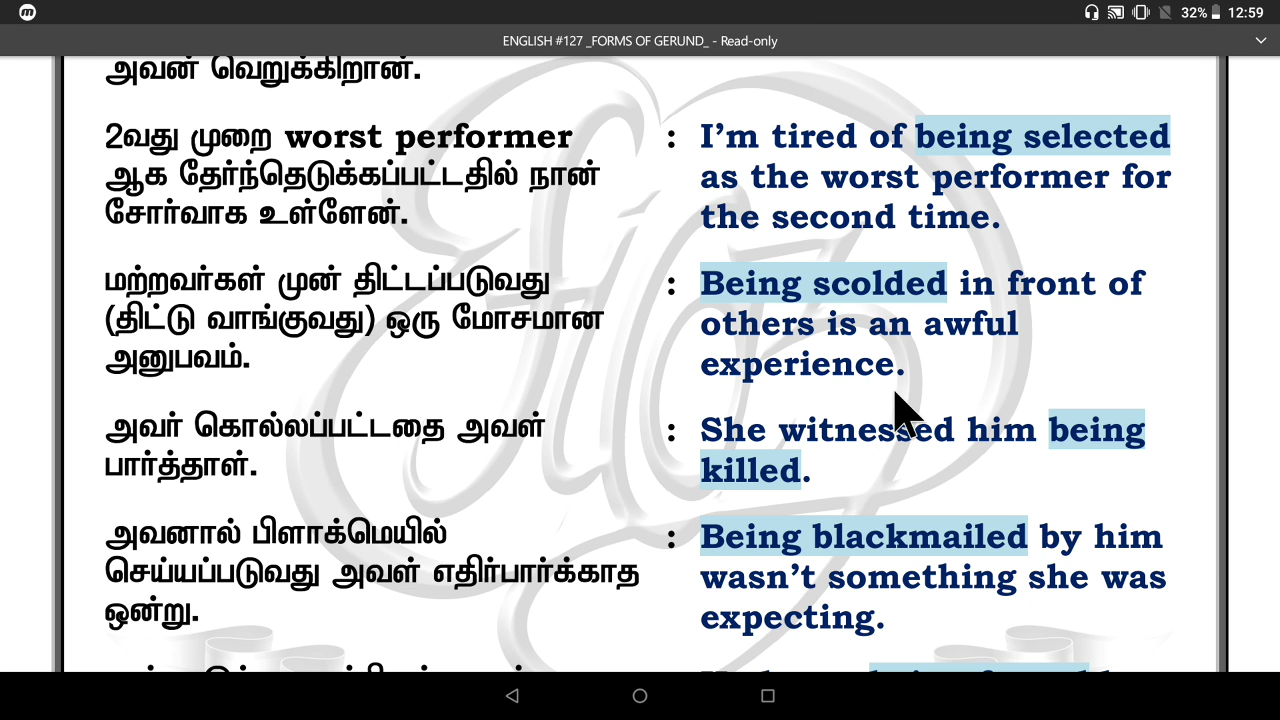 32% 12:59
ENGLISH #127 _FORMS OF GERUND_ - Read-only
அவன் வெறுக்கிறான்.
2வது முறை worst performer : I’m tired of being selected
ஆக தேர்ந்தெடுக்கப்பட்டதில் நான் as the worst performer for
சோர்வாக உள்ளேன். the second time.
மற்றவர்கள் முன் திட்டப்படுவது : Being scolded in front of
(திட்டு வாங்குவது) ஒரு மோசமான others is an awful
அனுபவம். experience.
அவர் கொல்லப்பட்டதை அவள் : She witnessed him being
பார்த்தாள். killed.
அவனால் பிளாக்மெயில் : Being blackmailed by him
செய்யப்படுவது அவள் எதிர்பார்க்காத wasn’t something she was
ஒன்று. expecting.